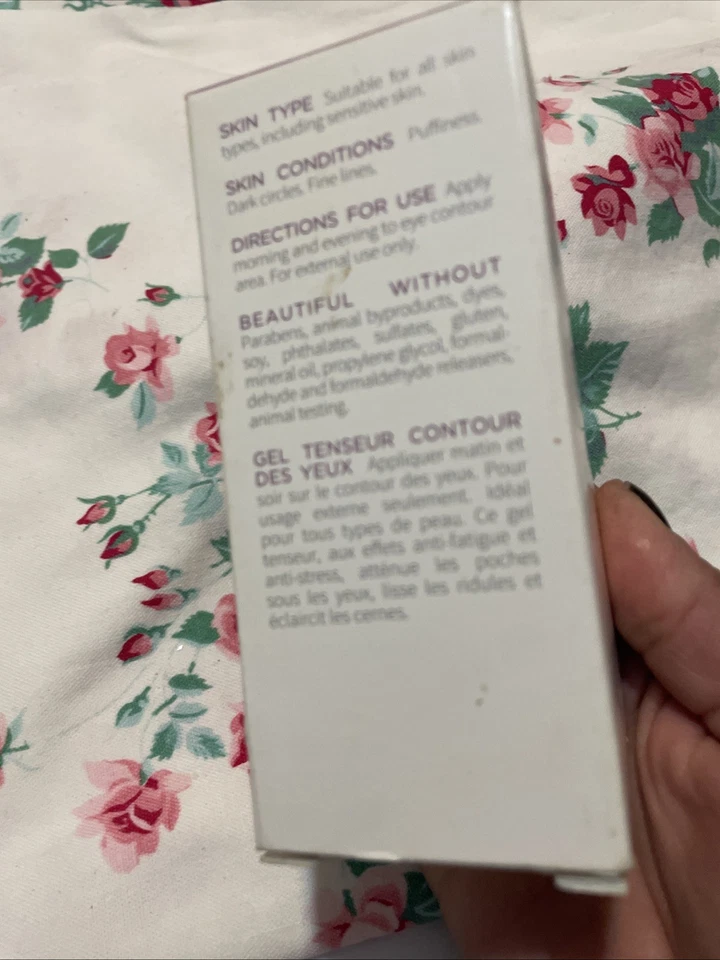 SKIN TYPE Suitable for all skin
types, including sensitive skin.
SKIN CONDITIONS Puffiness.
Dark circles. Fine lines.
DIRECTIONS FOR USE Apply
morning and evening to eye contour
area. For external use only.
BEAUTIFUL WITHOUT
Parabens, animal byproducts, dyes,
soy, phthalates, sulfates, gluten,
mineral oil, propylene glycol, formal-
dehyde and formaldehyde releasers,
animal testing.
GEL TENSEUR CONTOUR
DES YEUX Appliquer matin et
soir sur le contour des yeux. Pour
usage externe seulement. Idéal
pour tous types de peau. Ce gel
tenseur, aux effets anti-fatigue et
anti-stress, atténue les poches
sous les yeux, lisse les ridules et
éclaircit les cernes.